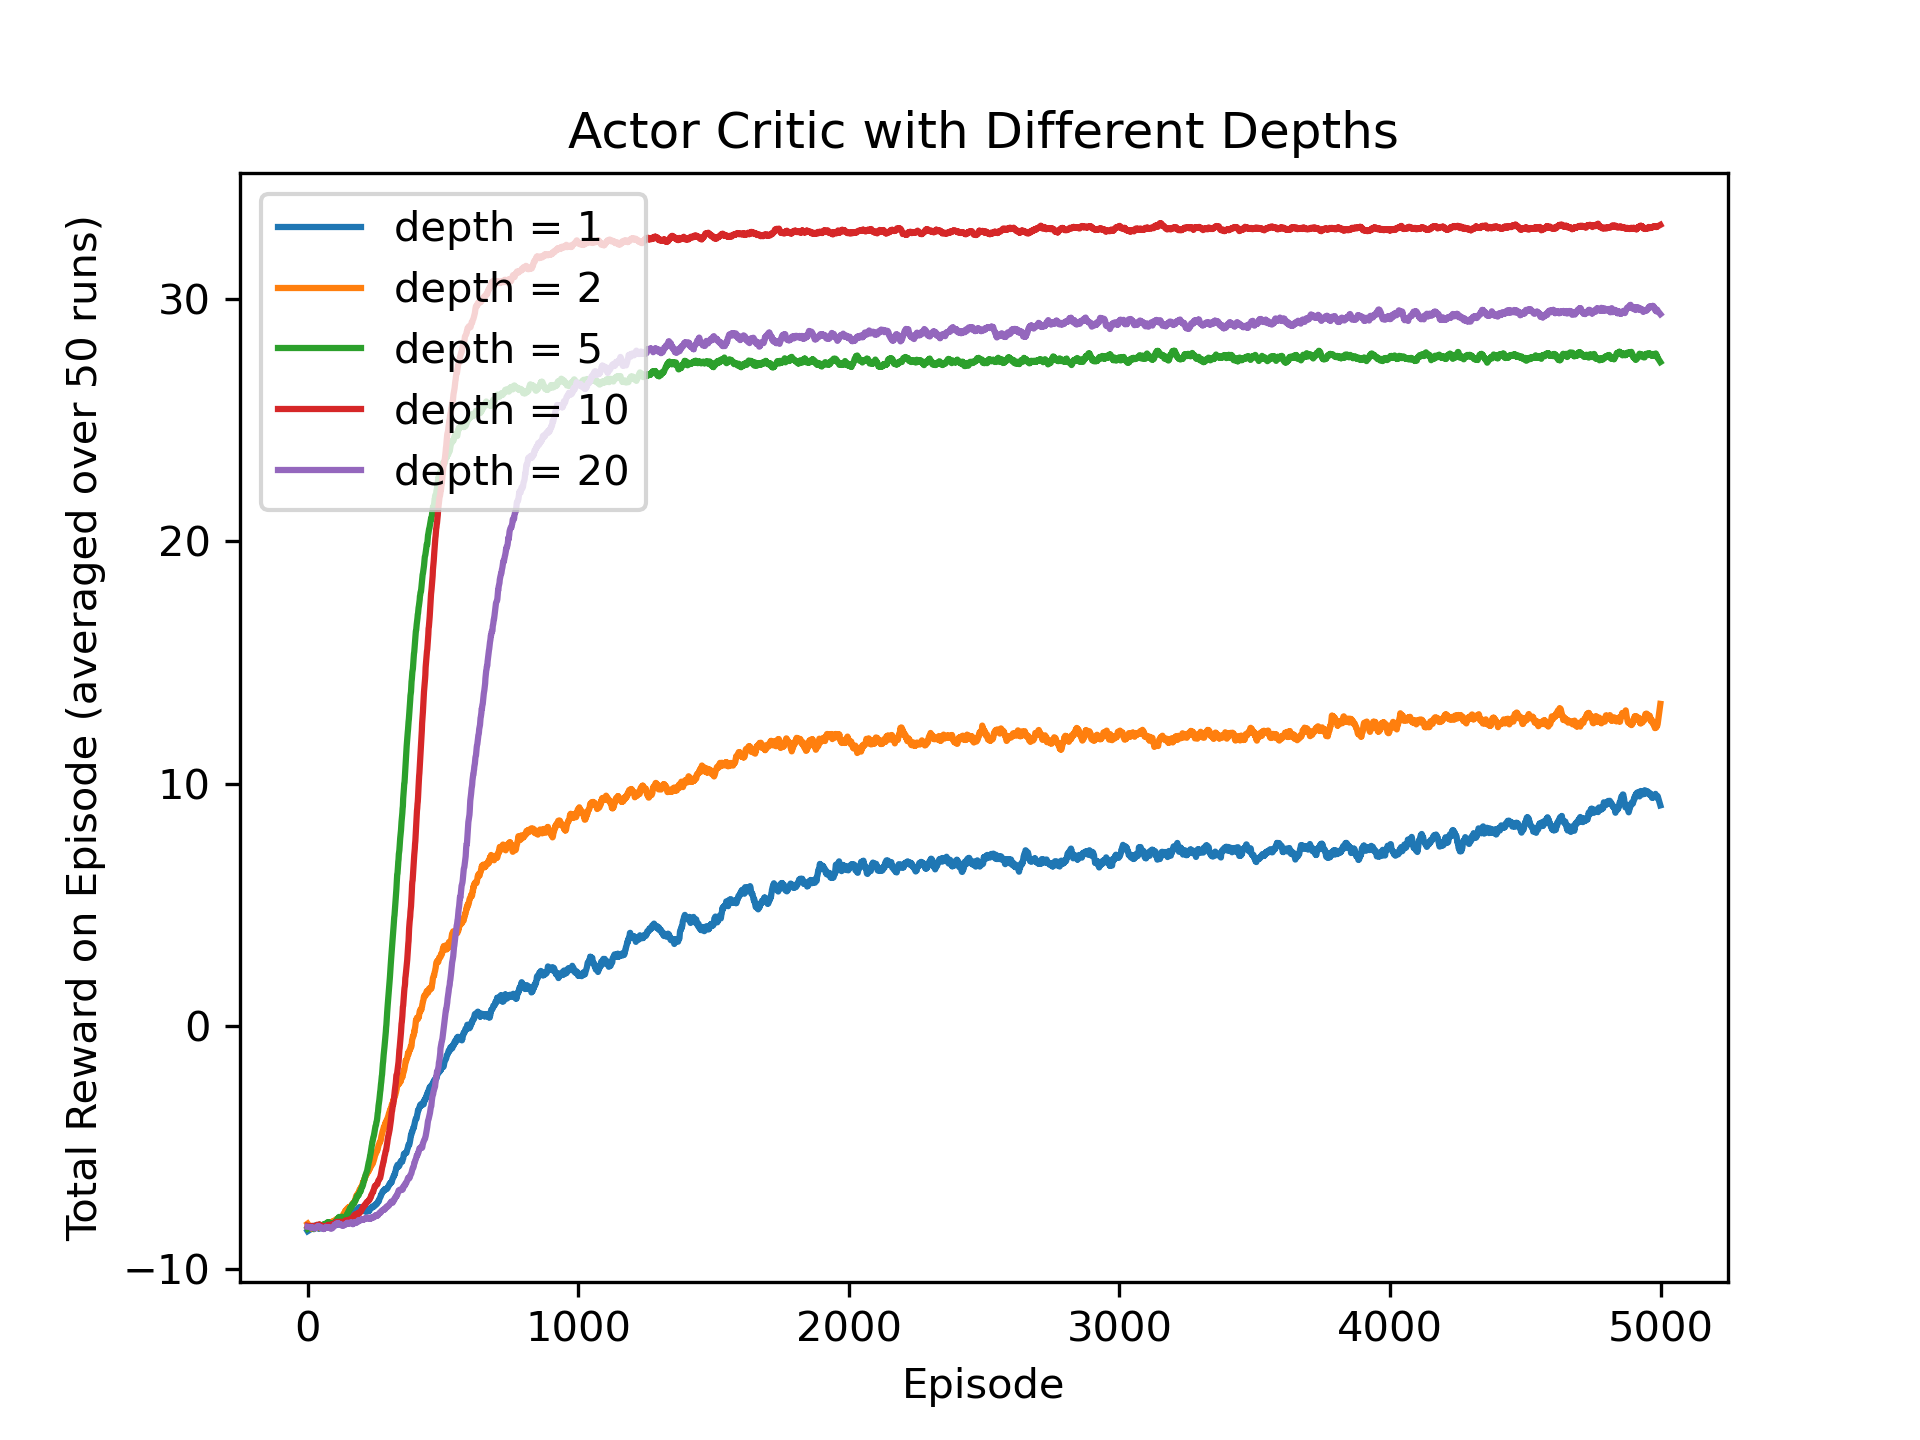 Actor Critic with Different Depths
Total Reward on Episode (averaged over 50 runs)
30
20
10
0
−10
depth = 1
depth = 2
depth = 5
depth = 10
depth = 20
0 1000 2000 3000 4000 5000
Episode